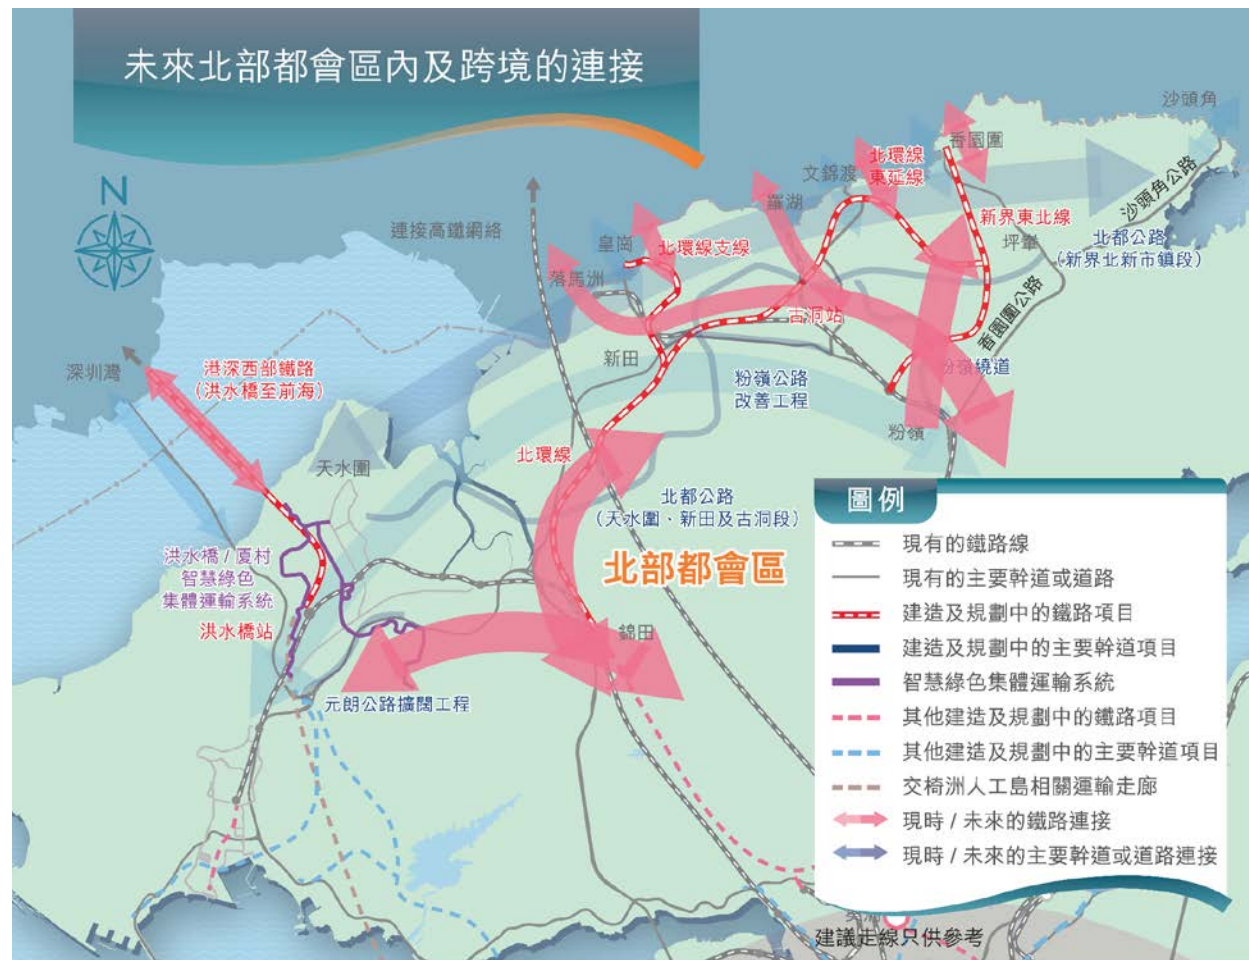 未來北部都會區內及跨境的連接
N
沙頭角
香園圍
北環線
東延線
文錦渡
沙頭角公路
羅湖
新界東北線
連接高鐵網絡
皇崗
北環線支線
坪輋
北都公路
(新界北新市鎮段)
落馬洲
香園圍公路
古洞站
新田
深圳灣
港深西部鐵路
(洪水橋至前海)
粉嶺公路
改善工程
粉嶺繞道
粉嶺
天水圍
北環線
北都公路
(天水圍、新田及古洞段)
洪水橋 / 厦村
智慧綠色
集體運輸系統
北部都會區
洪水橋站
錦田
元朗公路擴闊工程
圖例
現有的鐵路線
現有的主要幹道或道路
建造及規劃中的鐵路項目
建造及規劃中的主要幹道項目
智慧綠色集體運輸系統
其他建造及規劃中的鐵路項目
其他建造及規劃中的主要幹道項目
交椅洲人工島相關運輸走廊
現時 / 未來的鐵路連接
現時 / 未來的主要幹道或道路連接
建議走線只供參考